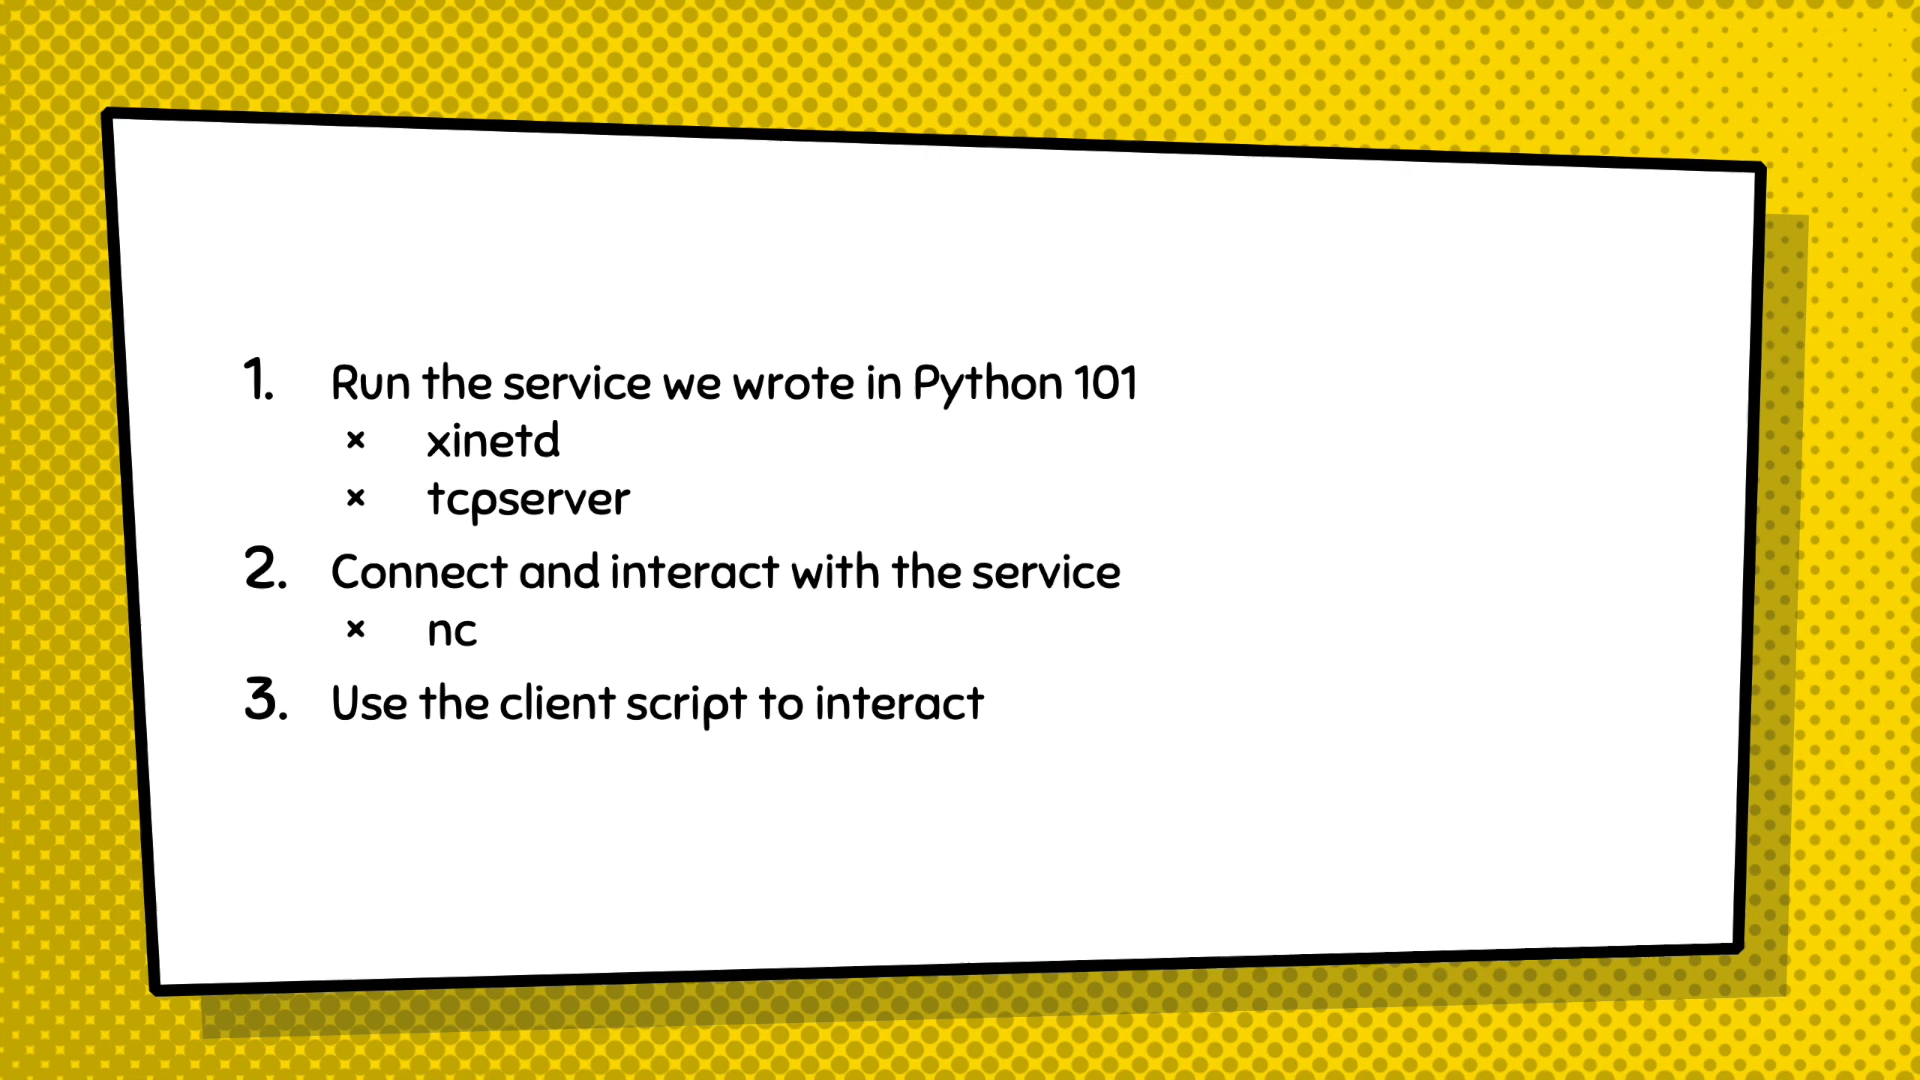 1. Run the service we wrote in Python 101
× xinetd
× tcpserver
2. Connect and interact with the service
× nc
3. Use the client script to interact